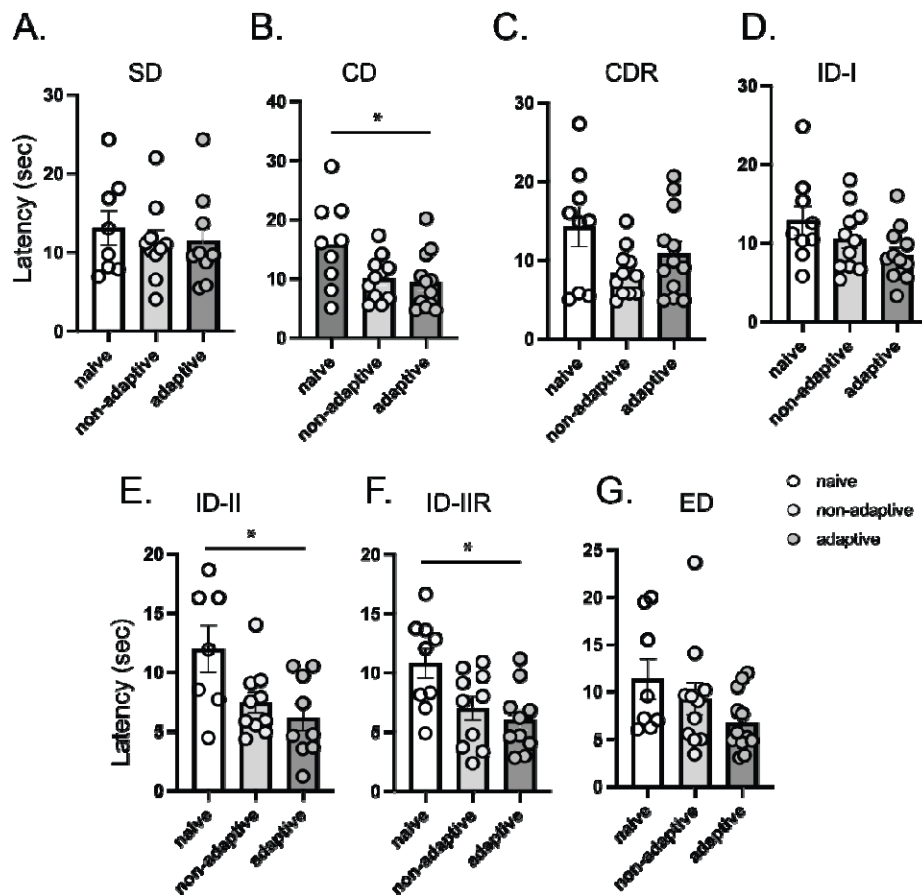 A.
SD
Latency (sec)
30
20
10
0
naive
non-adaptive
adaptive
B.
CD
*
40
30
20
10
0
naive
non-adaptive
adaptive
C.
CDR
30
20
10
0
naive
non-adaptive
adaptive
D.
ID-I
30
20
10
0
naive
non-adaptive
adaptive
E.
ID-II
*
Latency (sec)
20
15
10
5
0
naive
non-adaptive
adaptive
F.
ID-IIR
*
20
15
10
5
0
naive
non-adaptive
adaptive
G.
ED
25
20
15
10
5
0
naive
non-adaptive
adaptive
naive
non-adaptive
adaptive